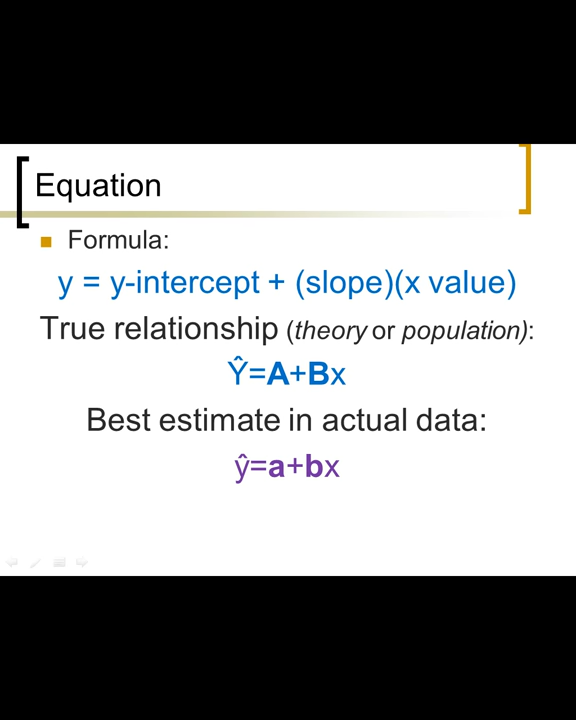 Equation
Formula:
y = y-intercept + (slope)(x value)
True relationship (theory or population):
Ŷ=A+Bx
Best estimate in actual data:
ŷ=a+bx